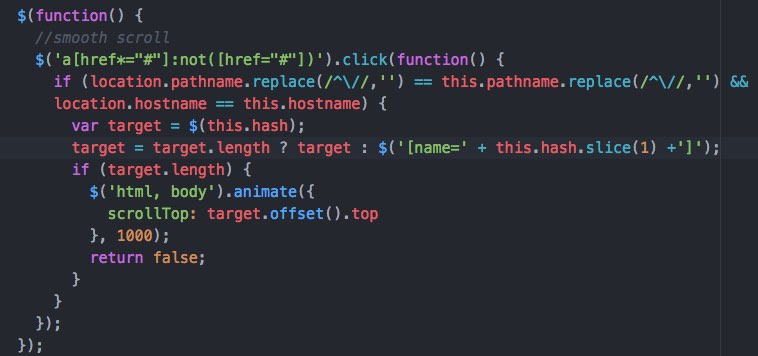 $(function() {
//smooth scroll
$('a[href*="#"]:not([href="#"])').click(function() {
if (location.pathname.replace(/^\//,'') == this.pathname.replace(/^\//,'') &&
location.hostname == this.hostname) {
var target = $(this.hash);
target = target.length ? target : $('[name=' + this.hash.slice(1) +']');
if (target.length) {
$('html, body').animate({
scrollTop: target.offset().top
}, 1000);
return false;
}
}
});
});